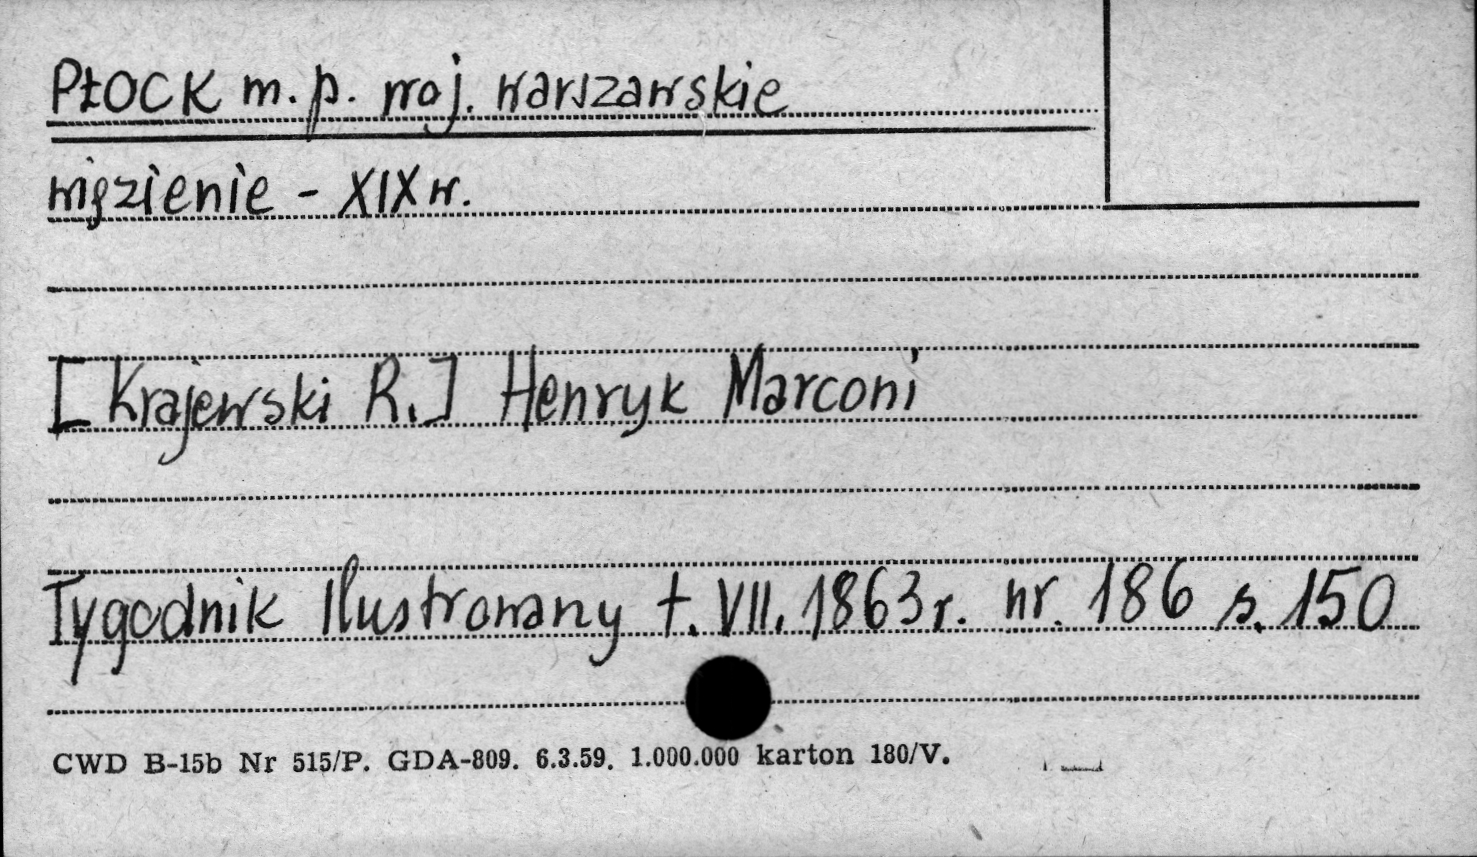 PŁOCK m. p. woj. warszawskie
więzienie - XIX w.
[Krajewski R.] Henryk Marconi
Tygodnik Ilustrowany t. VII. 1863r. nr. 186 s. 150
CWD B-15b Nr 515/P. GDA-809. 6.3.59. 1.000.000 karton 180/V.